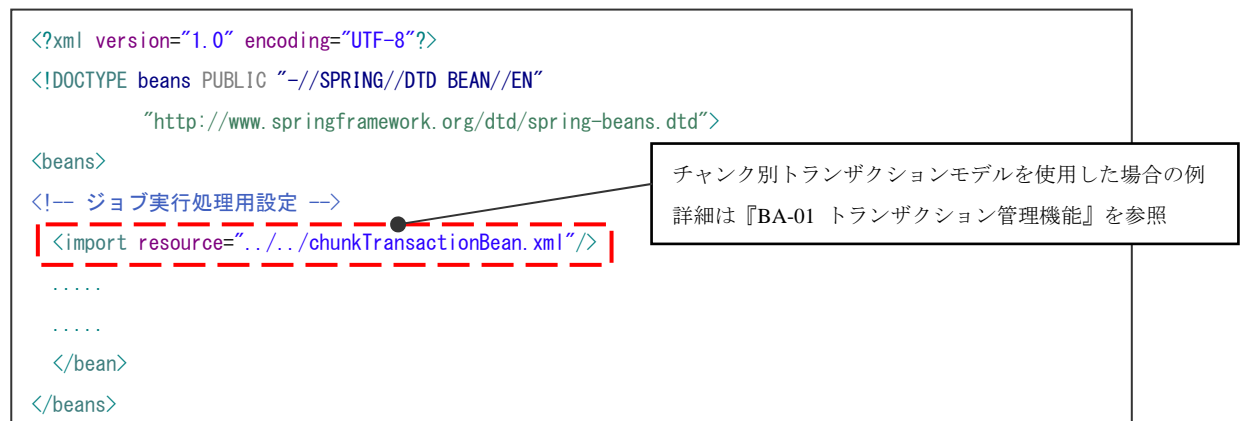 <?xml version="1.0" encoding="UTF-8"?>
<!DOCTYPE beans PUBLIC "-//SPRING//DTD BEAN//EN"
"http://www.springframework.org/dtd/spring-beans.dtd">
<beans>
<!-- ジョブ実行処理用設定 -->
<import resource="../../chunkTransactionBean.xml"/>
.....
.....
</bean>
</beans>
チャンク別トランザクションモデルを使用した場合の例
詳細は『BA-01 トランザクション管理機能』を参照